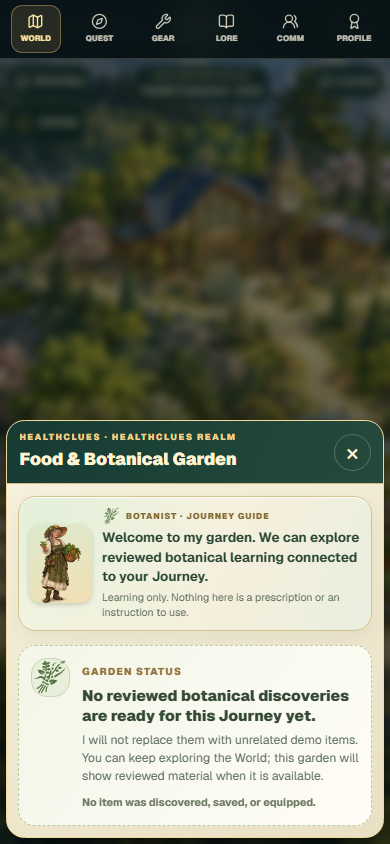 WORLD QUEST GEAR LORE COMM PROFILE
HEALTHCLUES · HEALTHCLUES REALM
Food & Botanical Garden
BOTANIST · JOURNEY GUIDE
Welcome to my garden. We can explore
reviewed botanical learning connected
to your Journey.
Learning only. Nothing here is a prescription or an
instruction to use.
GARDEN STATUS
No reviewed botanical discoveries
are ready for this Journey yet.
I will not replace them with unrelated demo items.
You can keep exploring the World; this garden will
show reviewed material when it is available.
No item was discovered, saved, or equipped.